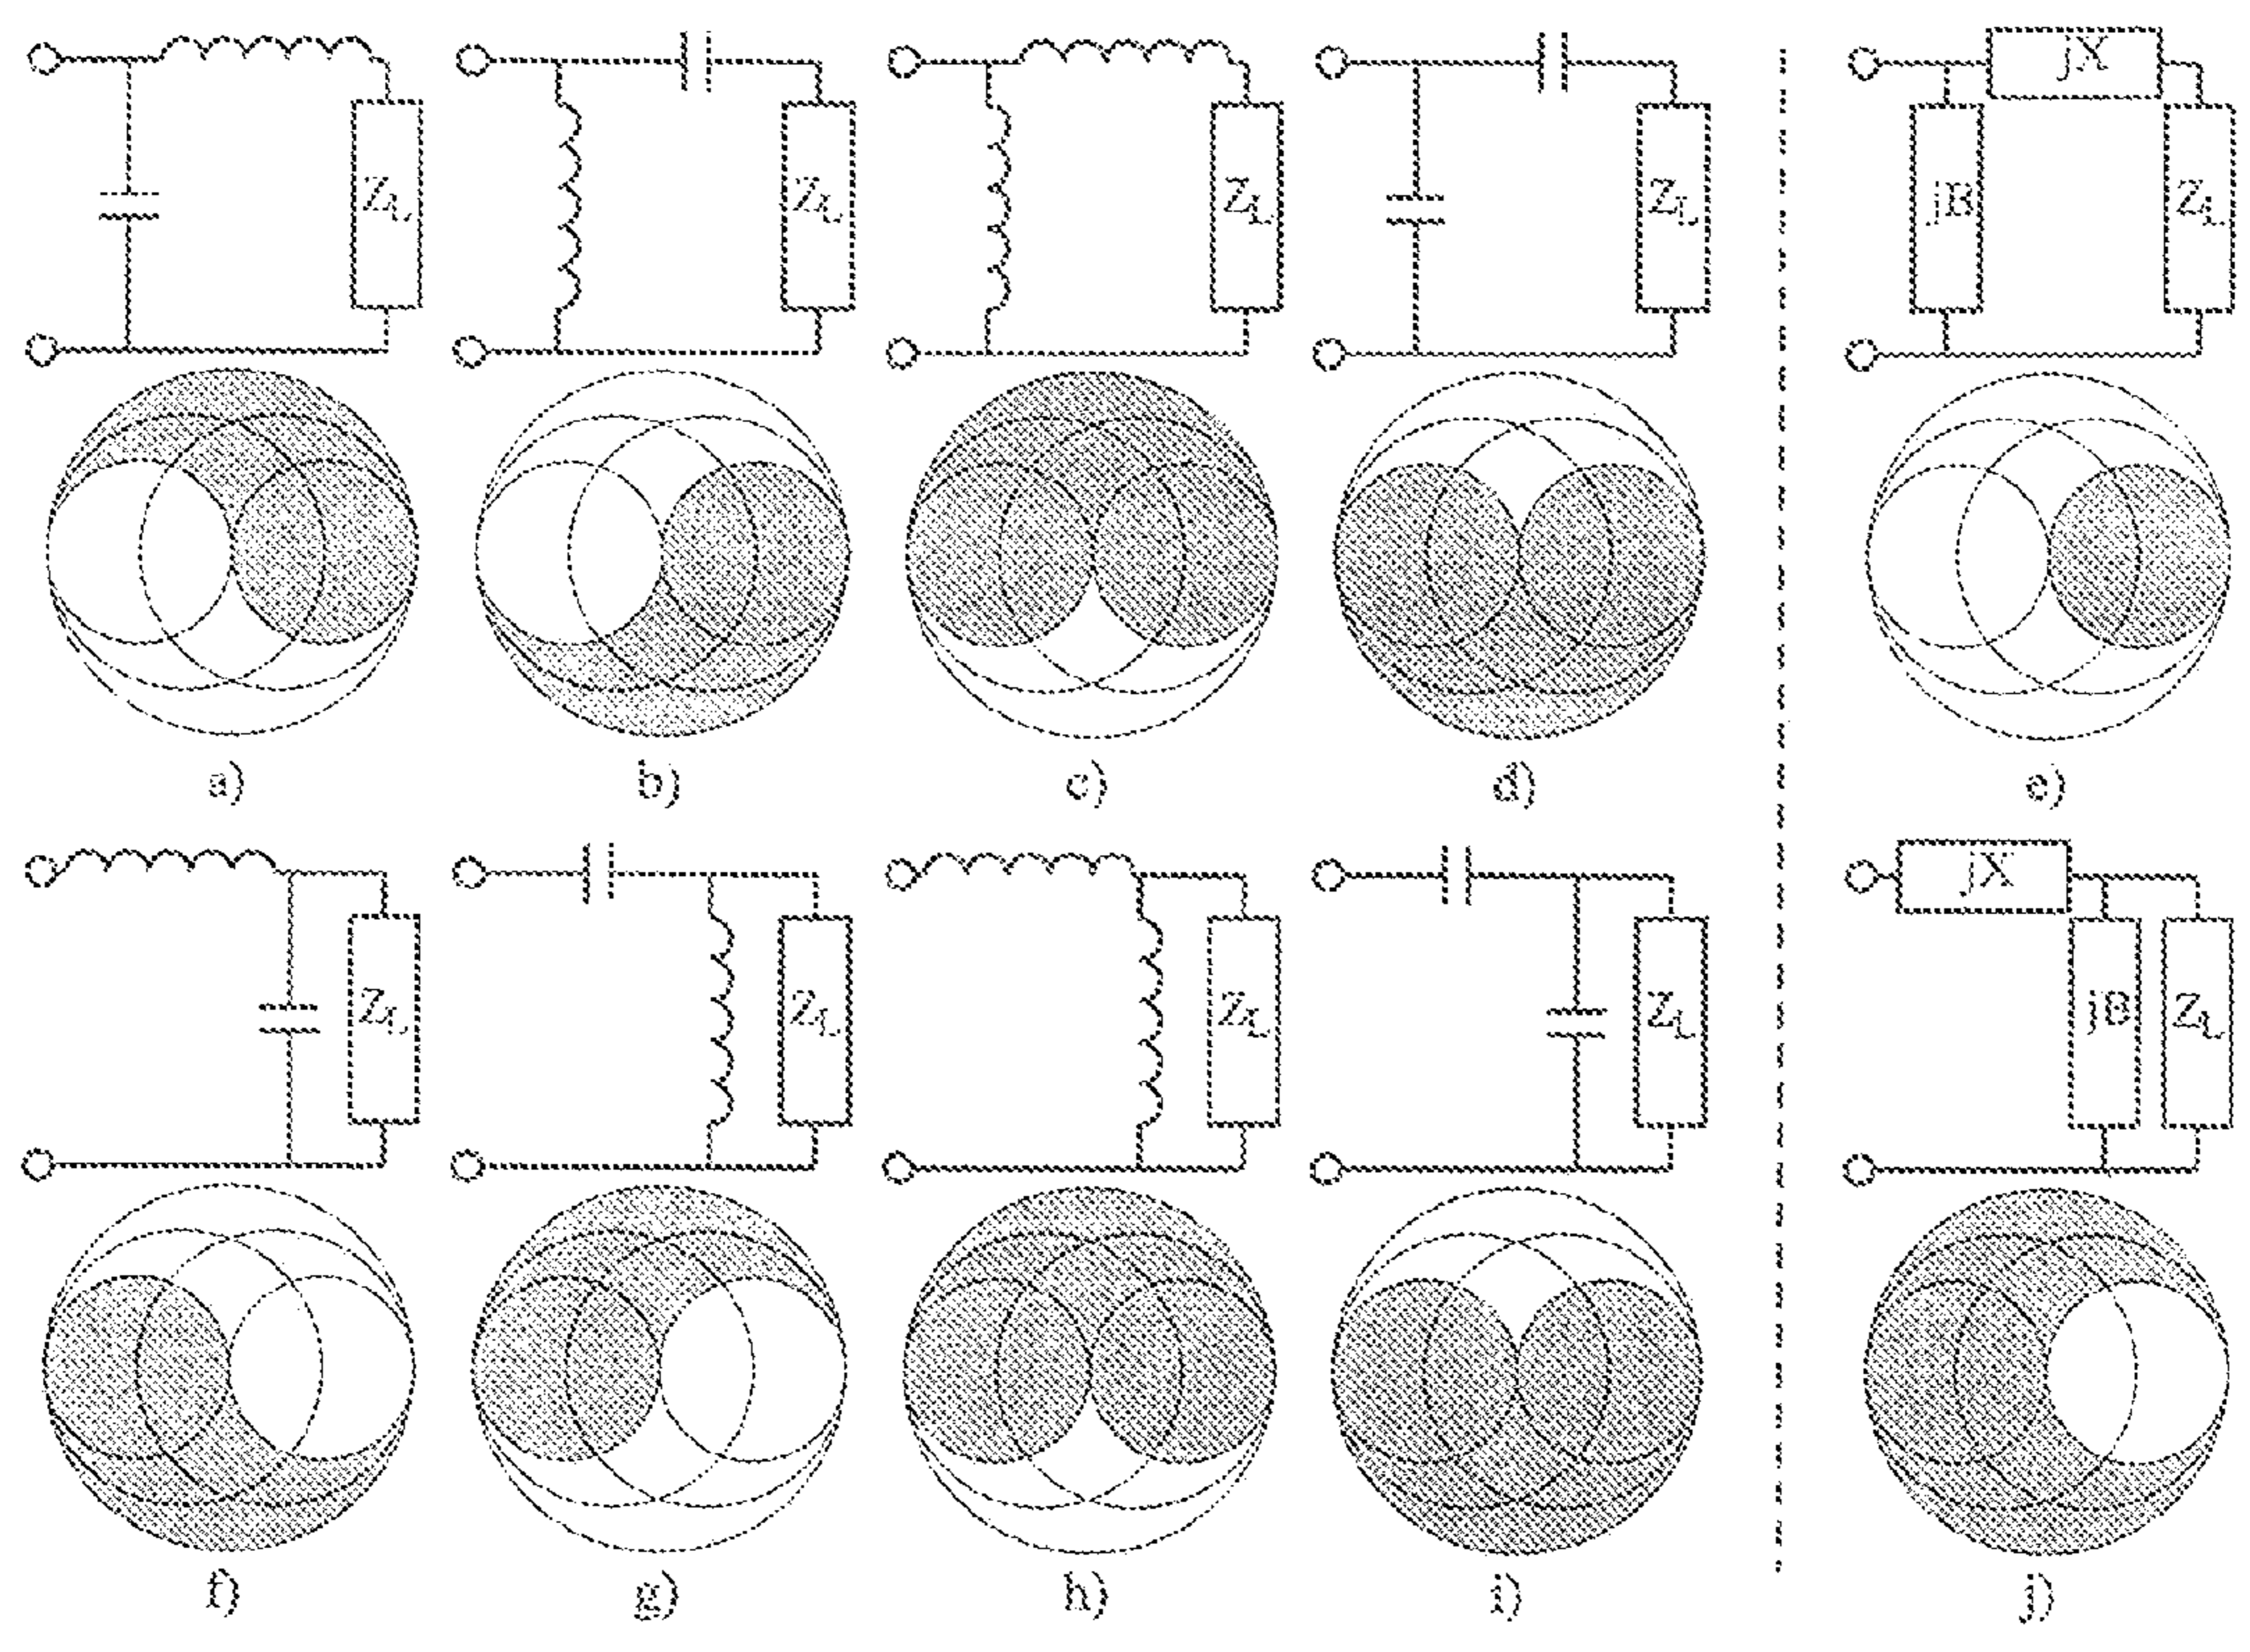 jX
Z_L Z_L Z_L Z_L jB Z_L
a) b) c) d) e)
jX
Z_L Z_L Z_L Z_L jB Z_L
f) g) h) i) j)